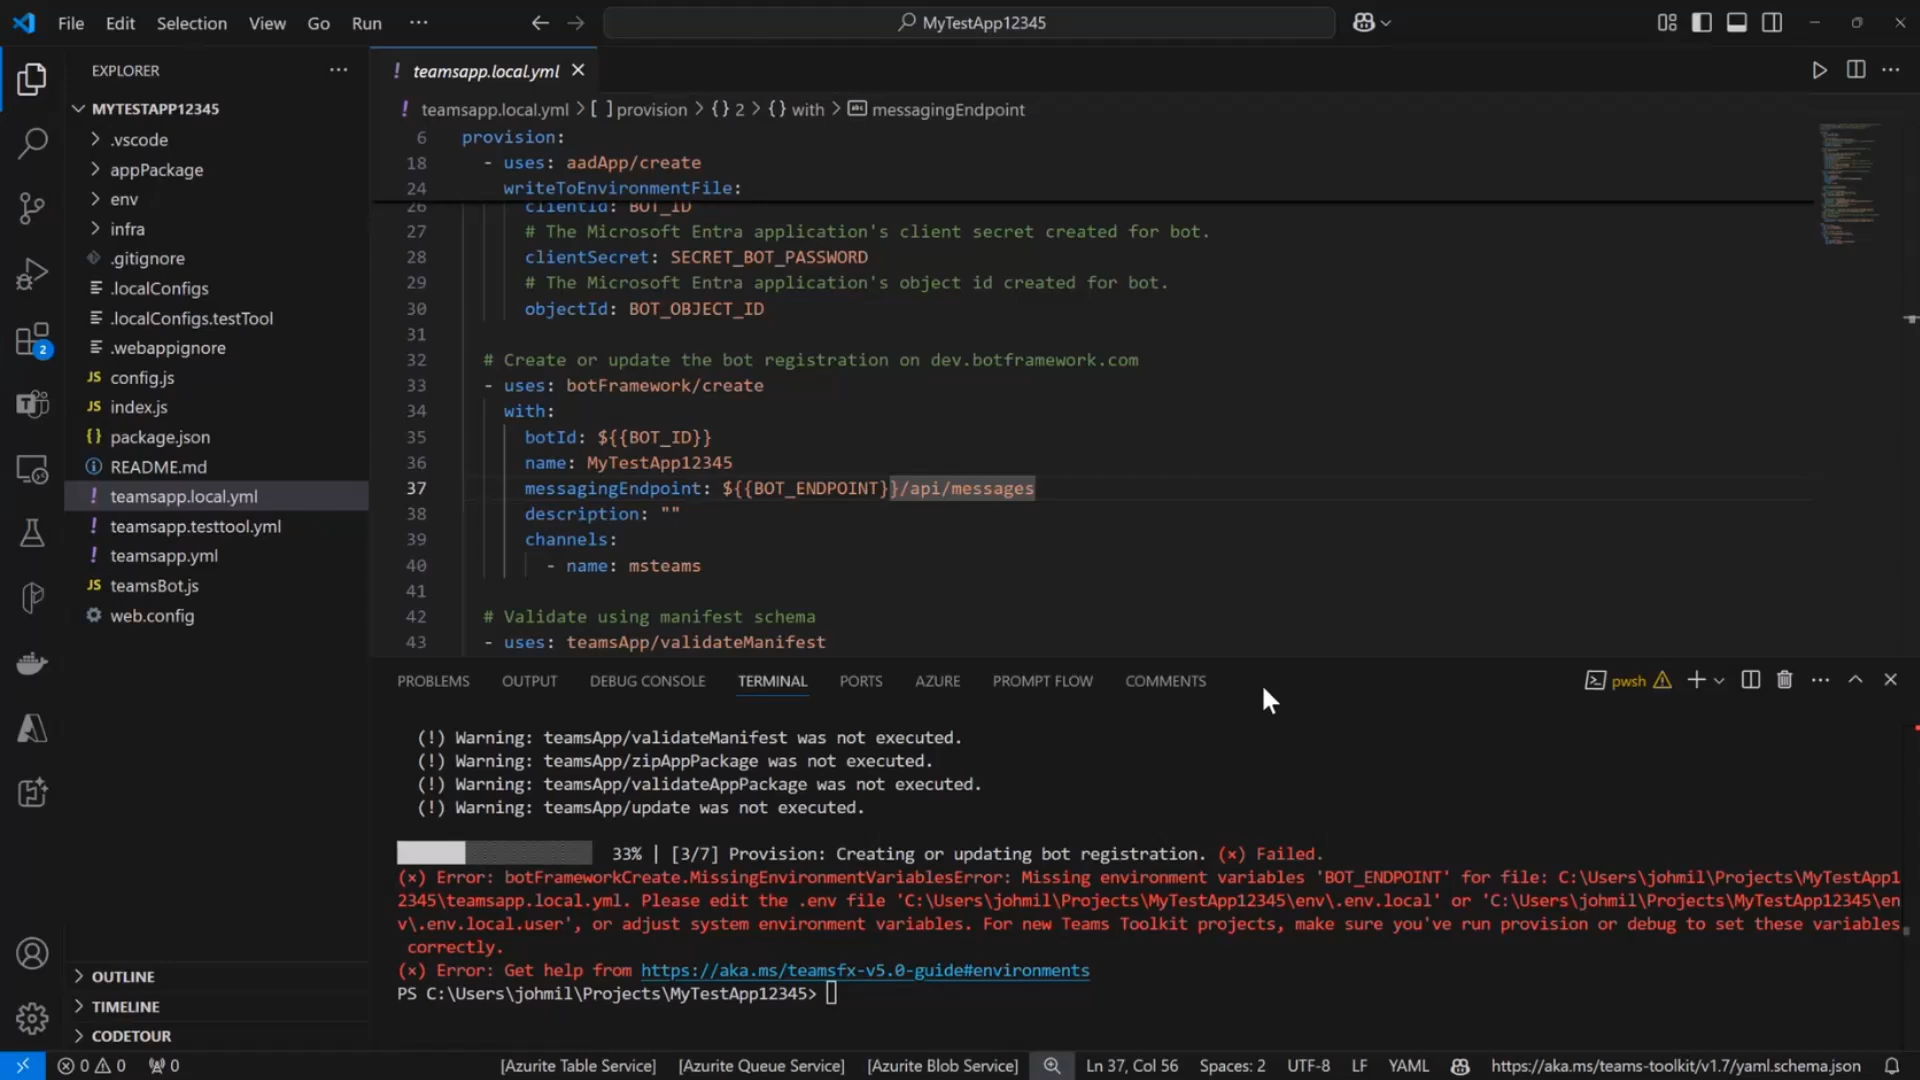 File Edit Selection View Go Run ··· MyTestApp12345
EXPLORER ···
MYTESTAPP12345
.vscode
appPackage
env
infra
.gitignore
.localConfigs
.localConfigs.testTool
.webappignore
JS config.js
JS index.js
{} package.json
README.md
! teamsapp.local.yml
! teamsapp.testtool.yml
! teamsapp.yml
JS teamsBot.js
web.config
OUTLINE
TIMELINE
CODETOUR
2
! teamsapp.local.yml
! teamsapp.local.yml > [ ] provision > {} 2 > {} with > abc messagingEndpoint
6 provision:
18 - uses: aadApp/create
24 writeToEnvironmentFile:
26 clientId: BOT_ID
27 # The Microsoft Entra application's client secret created for bot.
28 clientSecret: SECRET_BOT_PASSWORD
29 # The Microsoft Entra application's object id created for bot.
30 objectId: BOT_OBJECT_ID
31
32 # Create or update the bot registration on dev.botframework.com
33 - uses: botFramework/create
34 with:
35 botId: ${{BOT_ID}}
36 name: MyTestApp12345
37 messagingEndpoint: ${{BOT_ENDPOINT}}/api/messages
38 description: ""
39 channels:
40 - name: msteams
41
42 # Validate using manifest schema
43 - uses: teamsApp/validateManifest
PROBLEMS OUTPUT DEBUG CONSOLE TERMINAL PORTS AZURE PROMPT FLOW COMMENTS pwsh
(!) Warning: teamsApp/validateManifest was not executed.
(!) Warning: teamsApp/zipAppPackage was not executed.
(!) Warning: teamsApp/validateAppPackage was not executed.
(!) Warning: teamsApp/update was not executed.
33% | [3/7] Provision: Creating or updating bot registration. (×) Failed.
(×) Error: botFrameworkCreate.MissingEnvironmentVariablesError: Missing environment variables 'BOT_ENDPOINT' for file: C:\Users\johmil\Projects\MyTestApp1
2345\teamsapp.local.yml. Please edit the .env file 'C:\Users\johmil\Projects\MyTestApp12345\env\.env.local' or 'C:\Users\johmil\Projects\MyTestApp12345\en
v\.env.local.user', or adjust system environment variables. For new Teams Toolkit projects, make sure you've run provision or debug to set these variables
correctly.
(×) Error: Get help from https://aka.ms/teamsfx-v5.0-guide#environments
PS C:\Users\johmil\Projects\MyTestApp12345>
0 0 0 [Azurite Table Service] [Azurite Queue Service] [Azurite Blob Service] Ln 37, Col 56 Spaces: 2 UTF-8 LF YAML https://aka.ms/teams-toolkit/v1.7/yaml.schema.json